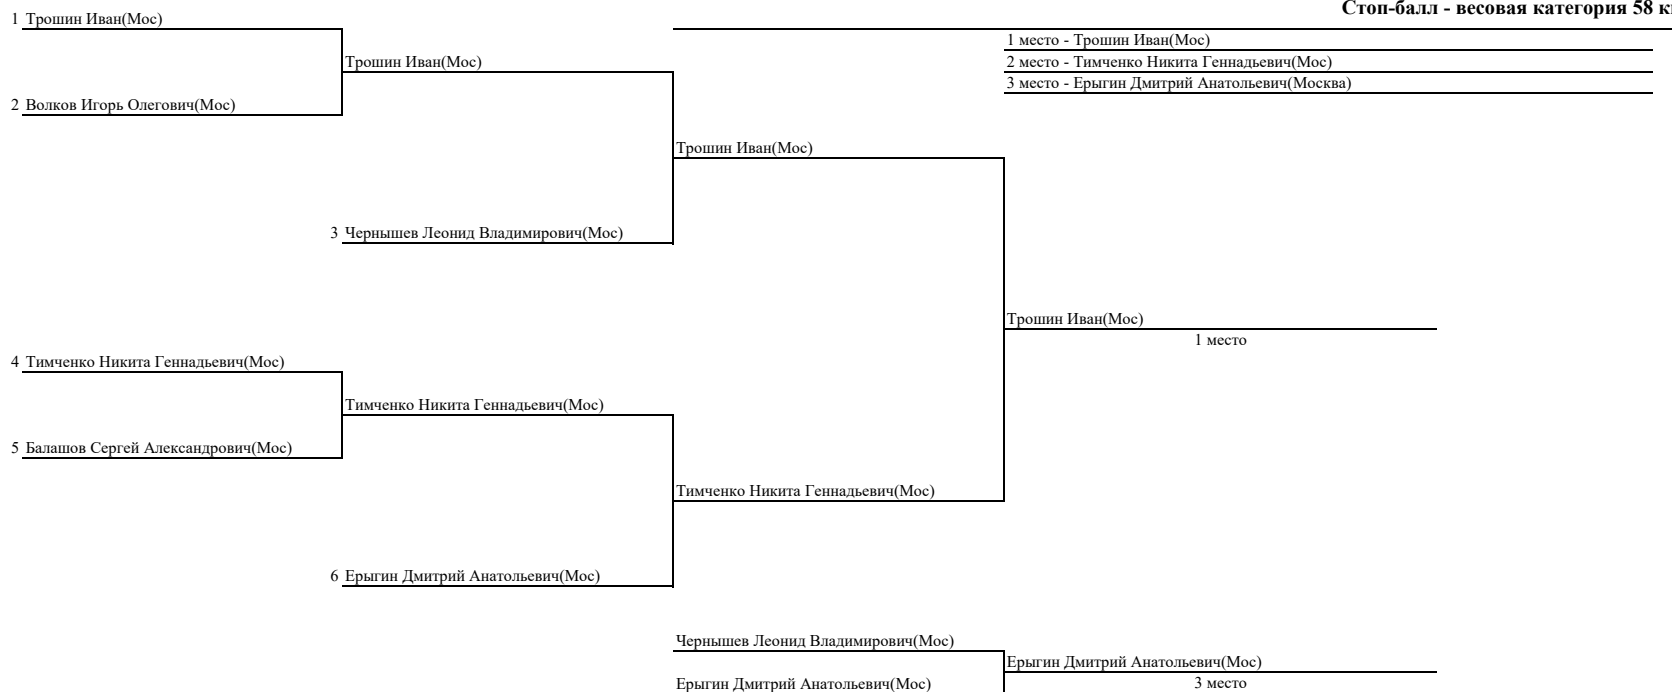 Стоп-балл - весовая категория 58 к
1 Трошин Иван(Мос)
1 место - Трошин Иван(Мос)
Трошин Иван(Мос)
2 место - Тимченко Никита Геннадьевич(Мос)
3 место - Ерыгин Дмитрий Анатольевич(Москва)
2 Волков Игорь Олегович(Мос)
Трошин Иван(Мос)
3 Чернышев Леонид Владимирович(Мос)
Трошин Иван(Мос)
1 место
4 Тимченко Никита Геннадьевич(Мос)
Тимченко Никита Геннадьевич(Мос)
5 Балашов Сергей Александрович(Мос)
Тимченко Никита Геннадьевич(Мос)
6 Ерыгин Дмитрий Анатольевич(Мос)
Чернышев Леонид Владимирович(Мос)
Ерыгин Дмитрий Анатольевич(Мос)
Ерыгин Дмитрий Анатольевич(Мос)
3 место